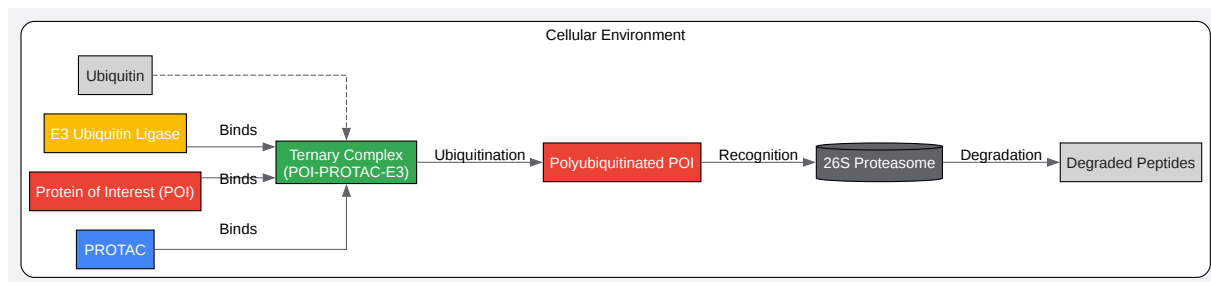 Cellular Environment
Ubiquitin
E3 Ubiquitin Ligase
Binds
Protein of Interest (POI)
Binds
PROTAC
Binds
Ternary Complex
(POI-PROTAC-E3)
Ubiquitination
Polyubiquitinated POI
Recognition
26S Proteasome
Degradation
Degraded Peptides